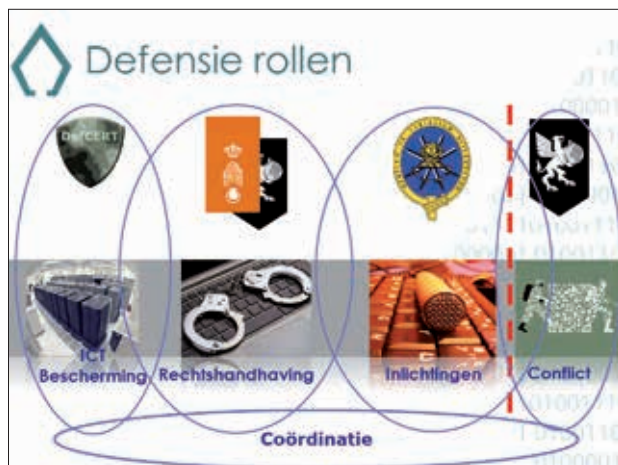 Defensie rollen
DefCERT
ICT
Bescherming
Rechtshandhaving
Inlichtingen
Conflict
Coördinatie